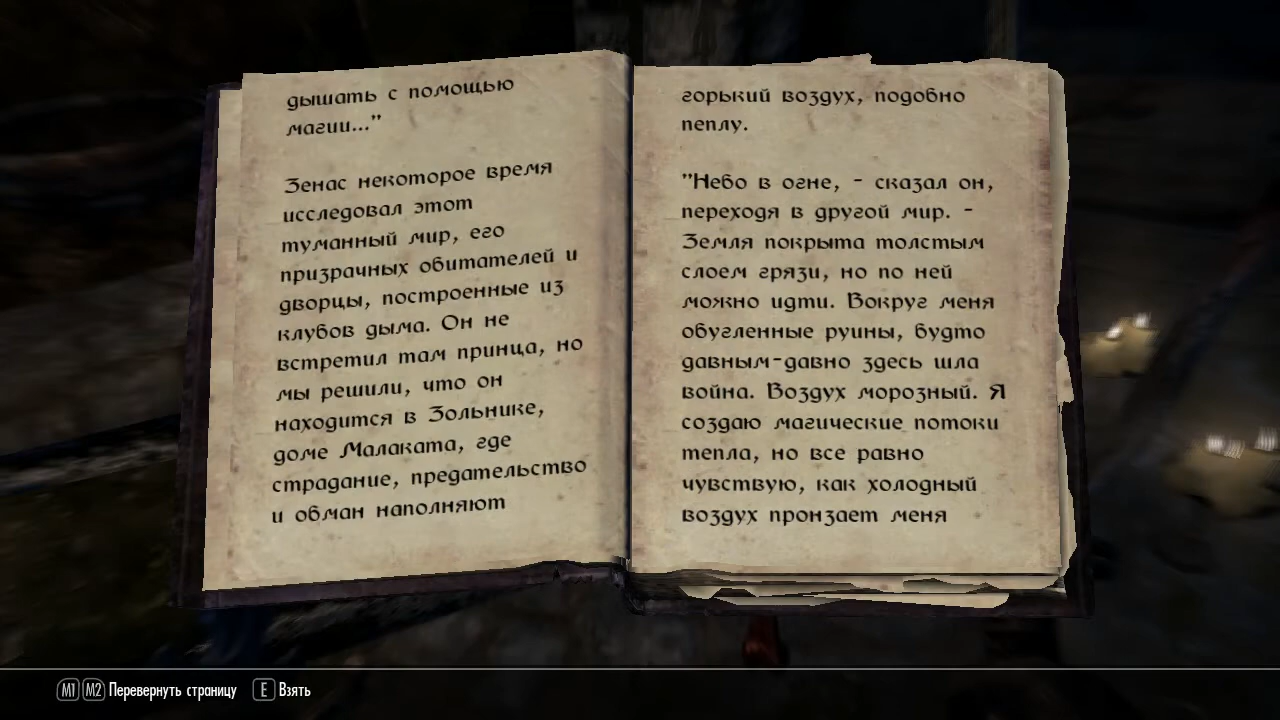 дышать с помощью
магии..."
Зенас некоторое время
исследовал этот
туманный мир, его
призрачных обитателей и
дворцы, построенные из
клубов дыма. Он не
встретил там принца, но
мы решили, что он
находится в Зольнике,
доме Малаката, где
страдание, предательство
и обман наполняют
горький воздух, подобно
пеплу.
"Небо в огне, - сказал он,
переходя в другой мир. -
Земля покрыта толстым
слоем грязи, но по ней
можно идти. Вокруг меня
обугленные руины, будто
давным-давно здесь шла
война. Воздух морозный. Я
создаю магические потоки
тепла, но все равно
чувствую, как холодный
воздух пронзает меня
M1 M2 Перевернуть страницу E Взять